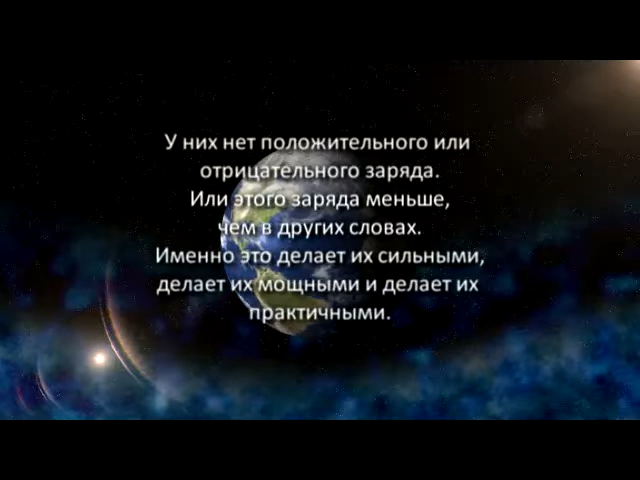 У них нет положительного или
отрицательного заряда.
Или этого заряда меньше,
чем в других словах.
Именно это делает их сильными,
делает их мощными и делает их
практичными.